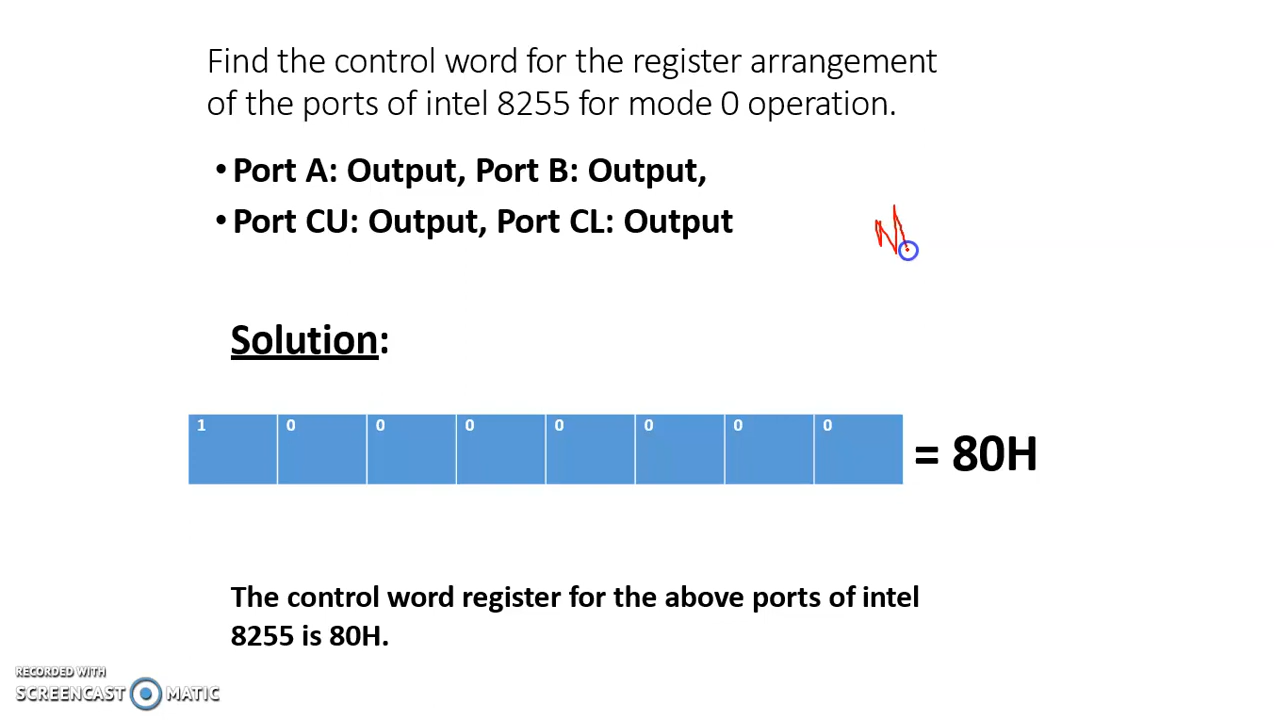 Find the control word for the register arrangement
of the ports of intel 8255 for mode 0 operation.
• Port A: Output, Port B: Output,
• Port CU: Output, Port CL: Output
Solution:
1 0 0 0 0 0 0 0 = 80H
The control word register for the above ports of intel
8255 is 80H.
RECORDED WITH
SCREENCAST MATIC